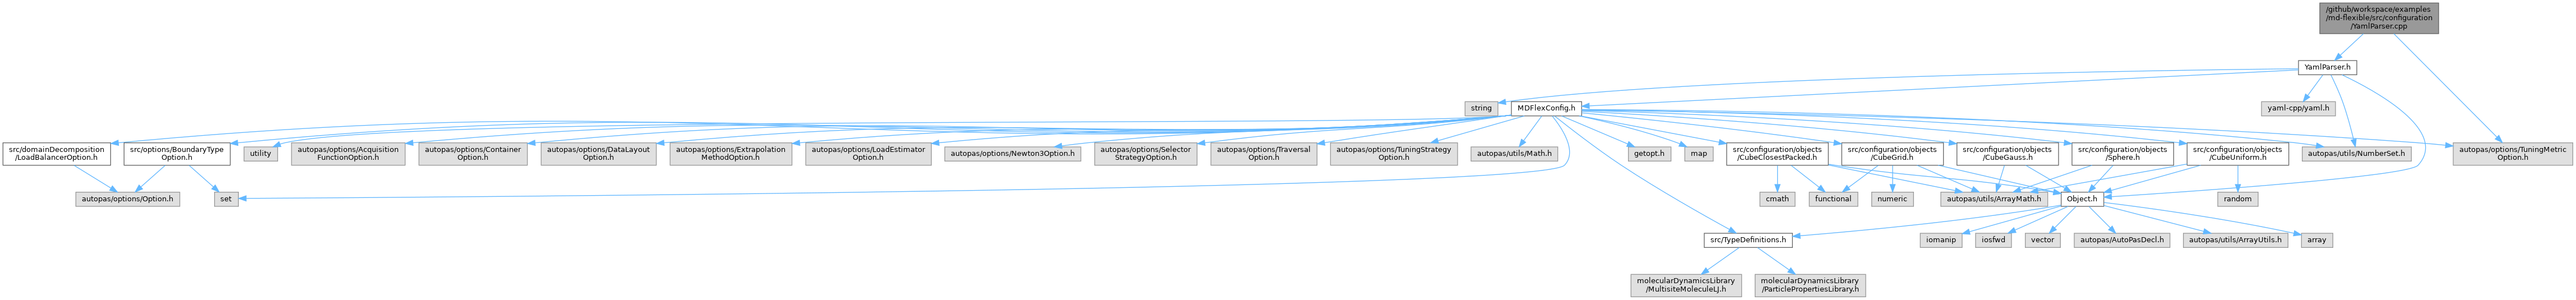 /github/workspace/examples
/md-flexible/src/configuration
/YamlParser.cpp
YamlParser.h
string
MDFlexConfig.h
yaml-cpp/yaml.h
src/domainDecomposition
/LoadBalancerOption.h
src/options/BoundaryType
Option.h
utility
autopas/options/Acquisition
FunctionOption.h
autopas/options/Container
Option.h
autopas/options/DataLayout
Option.h
autopas/options/Extrapolation
MethodOption.h
autopas/options/LoadEstimator
Option.h
autopas/options/Newton3Option.h
autopas/options/Selector
StrategyOption.h
autopas/options/Traversal
Option.h
autopas/options/TuningStrategy
Option.h
autopas/utils/Math.h
getopt.h
map
src/configuration/objects
/CubeClosestPacked.h
src/configuration/objects
/CubeGrid.h
src/configuration/objects
/CubeGauss.h
src/configuration/objects
/Sphere.h
src/configuration/objects
/CubeUniform.h
autopas/utils/NumberSet.h
autopas/options/TuningMetric
Option.h
autopas/options/Option.h
set
cmath
functional
numeric
autopas/utils/ArrayMath.h
Object.h
random
src/TypeDefinitions.h
iomanip
iosfwd
vector
autopas/AutoPasDecl.h
autopas/utils/ArrayUtils.h
array
molecularDynamicsLibrary
/MultisiteMoleculeLJ.h
molecularDynamicsLibrary
/ParticlePropertiesLibrary.h